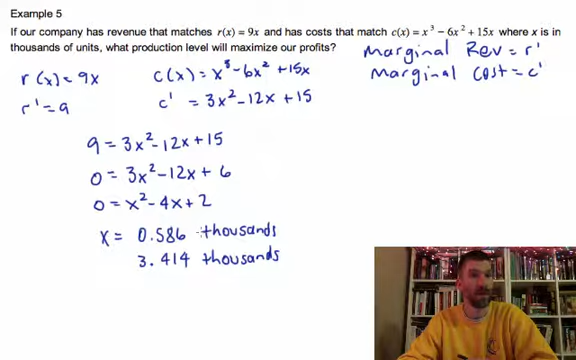 Example 5
If our company has revenue that matches r(x) = 9x and has costs that match c(x) = x³ − 6x² + 15x where x is in
thousands of units, what production level will maximize our profits?
Marginal Rev = r'
Marginal Cost = c'
r(x) = 9x
c(x) = x³ - 6x² + 15x
r' = 9
c' = 3x² - 12x + 15
9 = 3x² - 12x + 15
0 = 3x² - 12x + 6
0 = x² - 4x + 2
x = 0.586 thousands
3.414 thousands